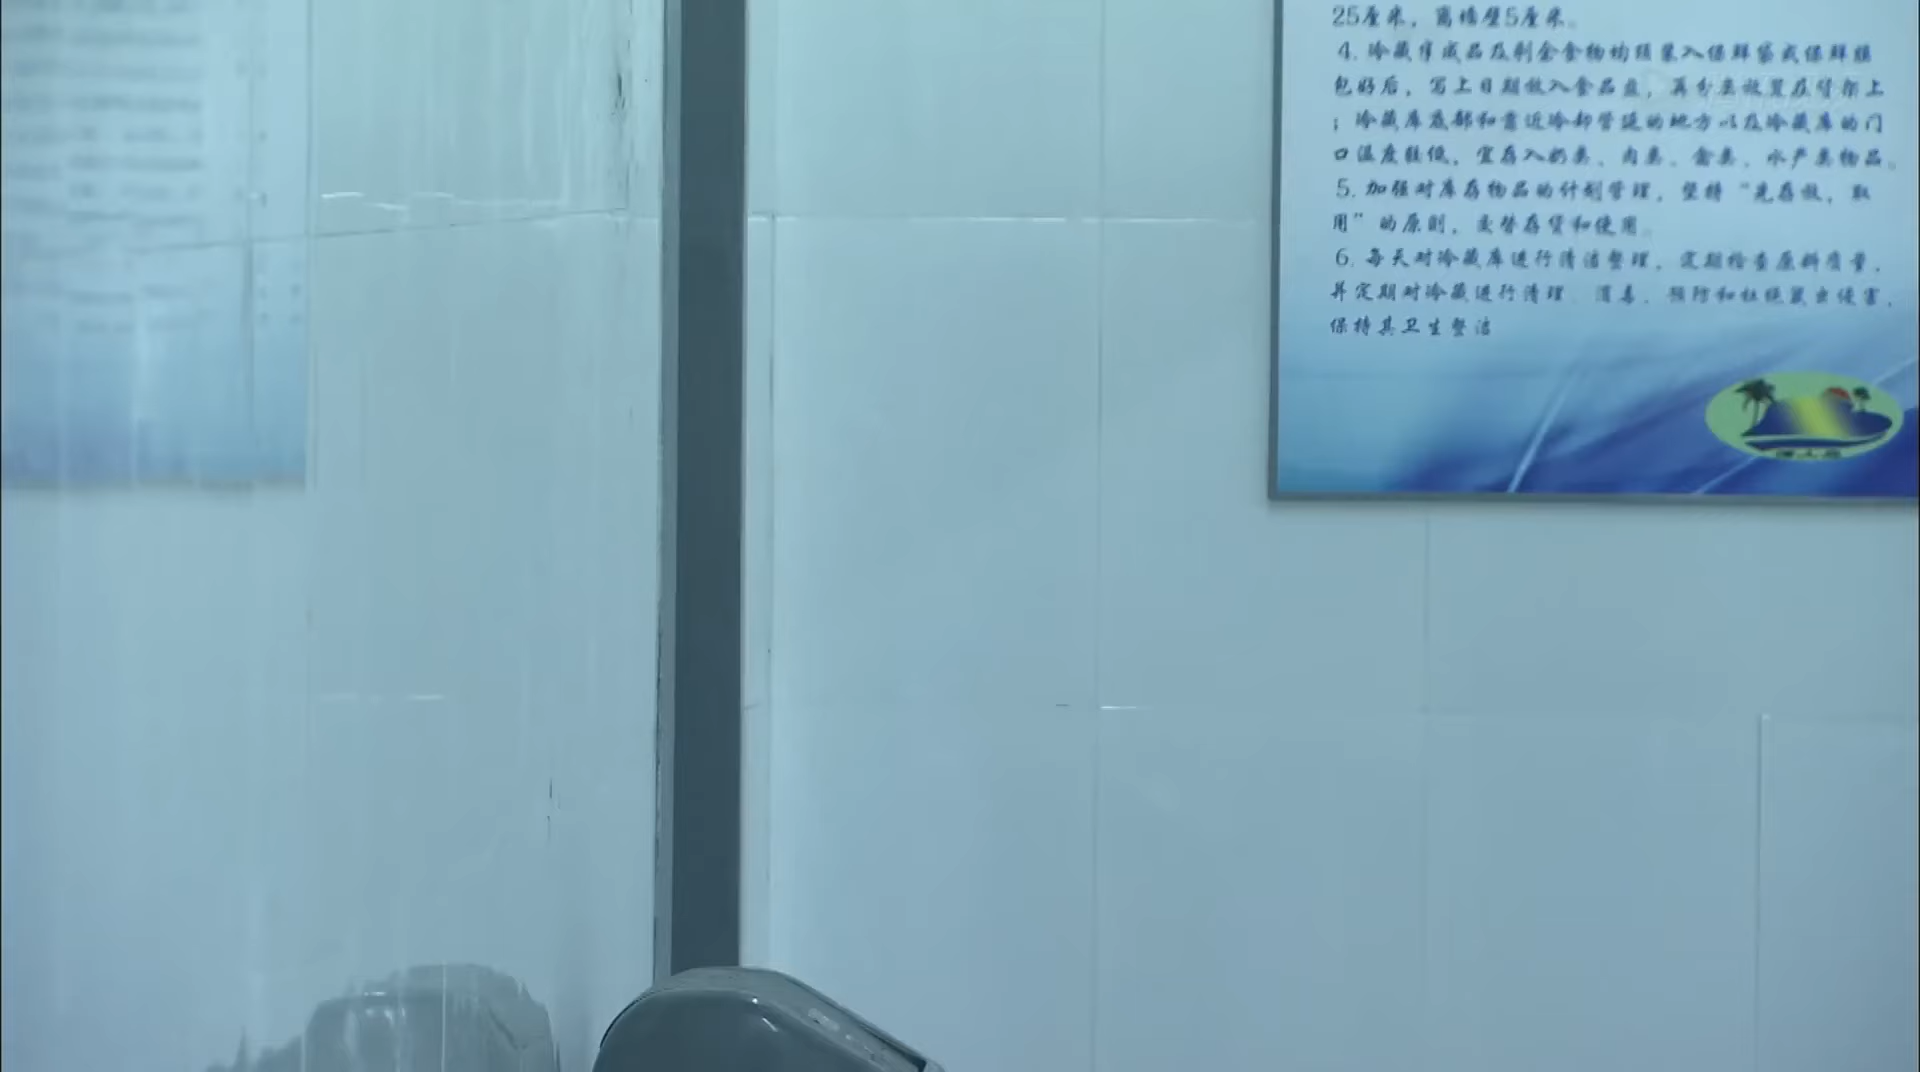 25厘米，离墙壁5厘米。
4. 冷藏半成品及剩余食物均须装入保鲜袋或保鲜膜
包好后，写上日期放入食品盘，再分类放置在货架上
；冷藏库底部和靠近冷却管道的地方以及冷藏库的门
口温度较低，宜存入奶类、肉类、禽类、水产类物品。
5. 加强对库存物品的计划管理，坚持“先存放，取
用”的原则，交替存货和使用。
6. 每天对冷藏库进行清洁整理，定期检查原料质量，
并定期对冷藏进行清理 消毒，预防和杜绝鼠虫侵害，
保持其卫生整洁